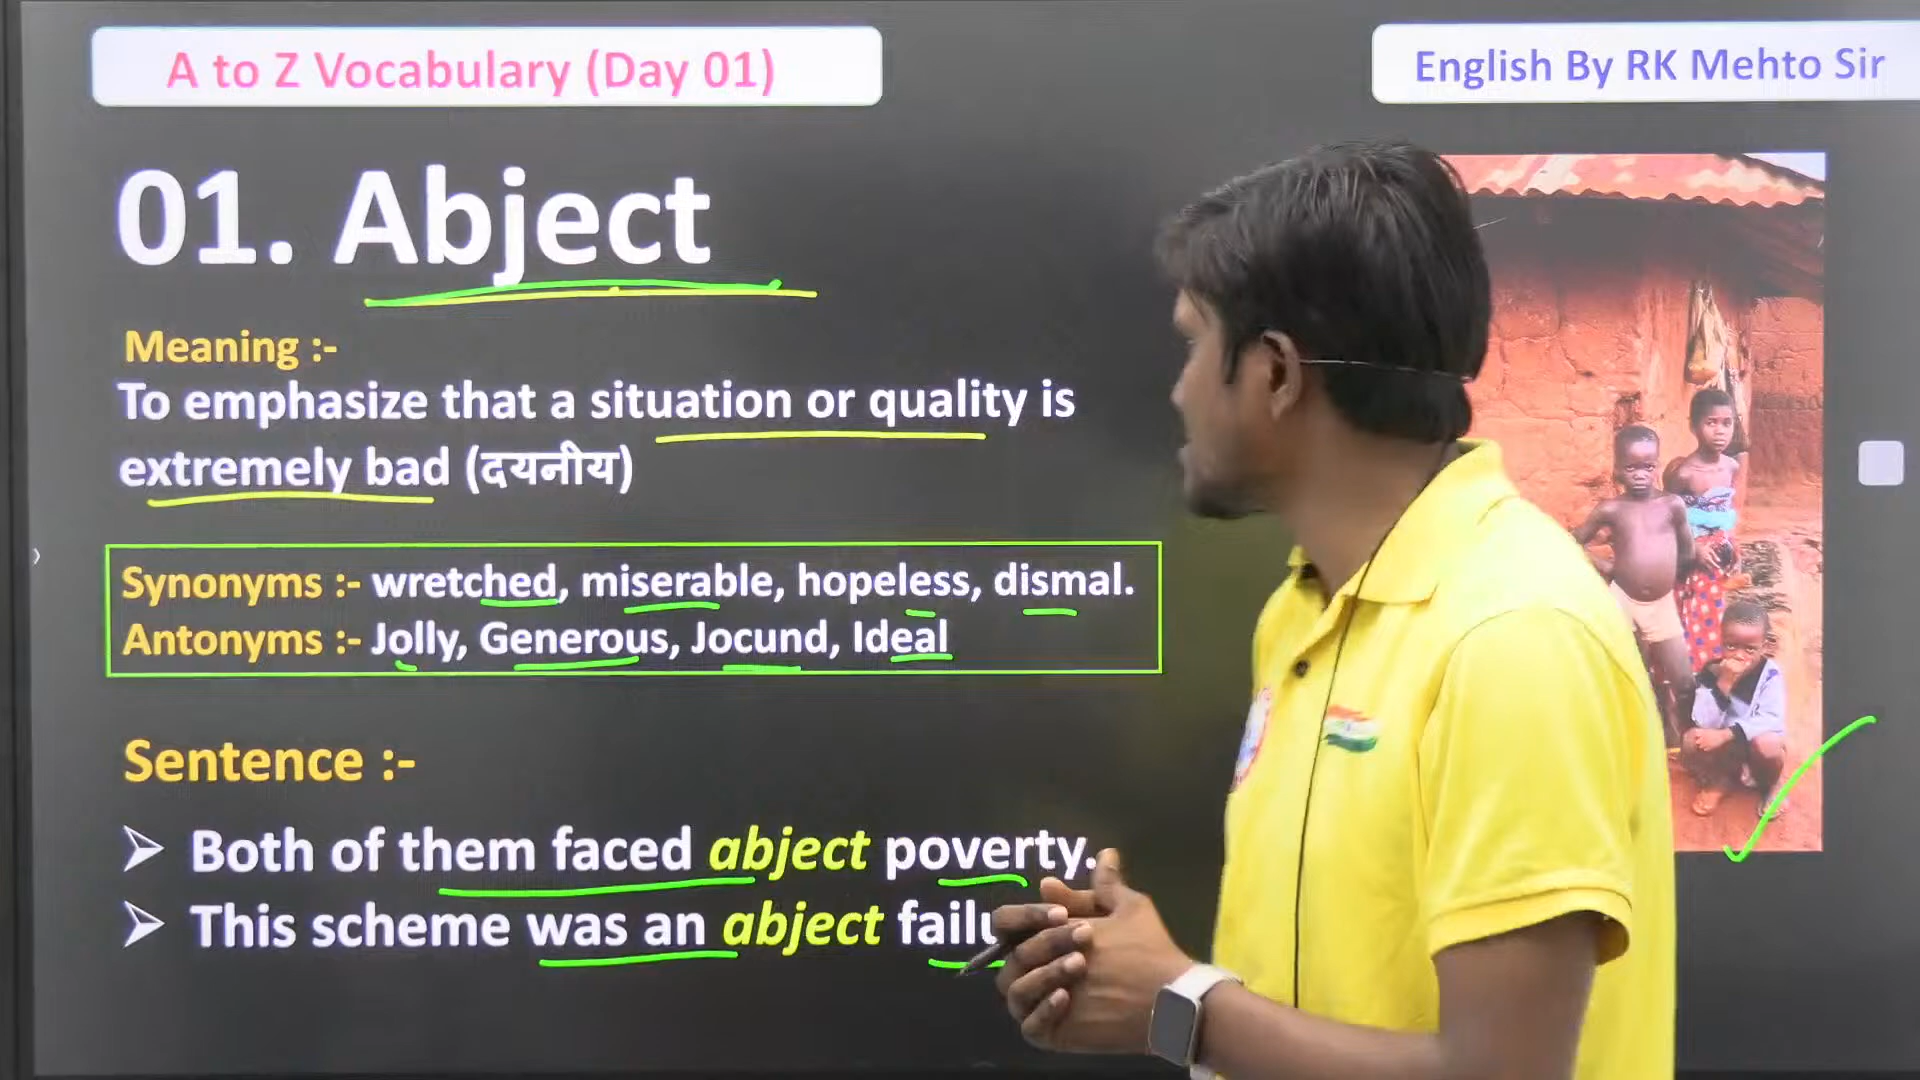 A to Z Vocabulary (Day 01)
English By RK Mehto Sir
01. Abject
Meaning :-
To emphasize that a situation or quality is
extremely bad (दयनीय)
Synonyms :- wretched, miserable, hopeless, dismal.
Antonyms :- Jolly, Generous, Jocund, Ideal
Sentence :-
➢ Both of them faced abject poverty.
➢ This scheme was an abject